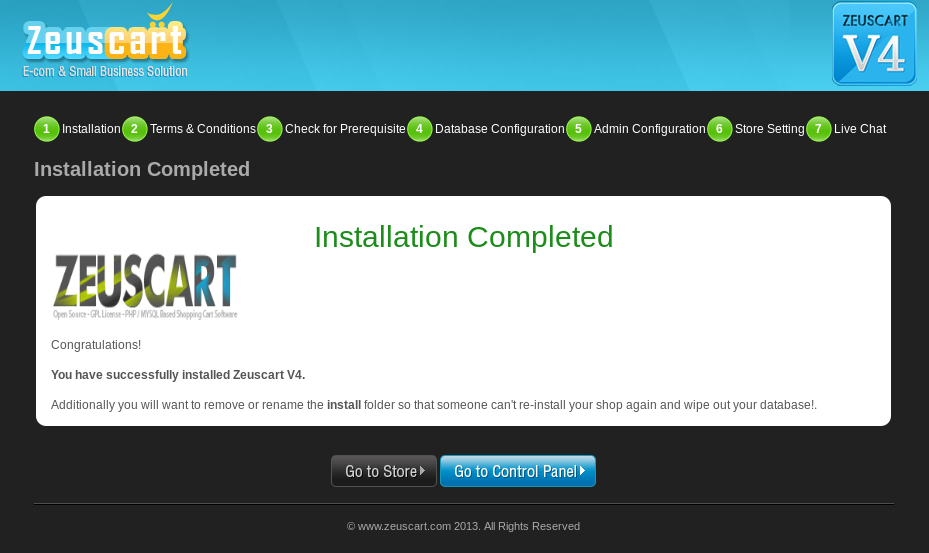 Zeuscart
E-com & Small Business Solution
ZEUSCART
V4
1 Installation 2 Terms & Conditions 3 Check for Prerequisite 4 Database Configuration 5 Admin Configuration 6 Store Setting 7 Live Chat
Installation Completed
Installation Completed
ZEUSCART
Open Source - GPL License - PHP / MYSQL Based Shopping Cart Software
Congratulations!
You have successfully installed Zeuscart V4.
Additionally you will want to remove or rename the install folder so that someone can't re-install your shop again and wipe out your database!.
Go to Store Go to Control Panel
© www.zeuscart.com 2013. All Rights Reserved